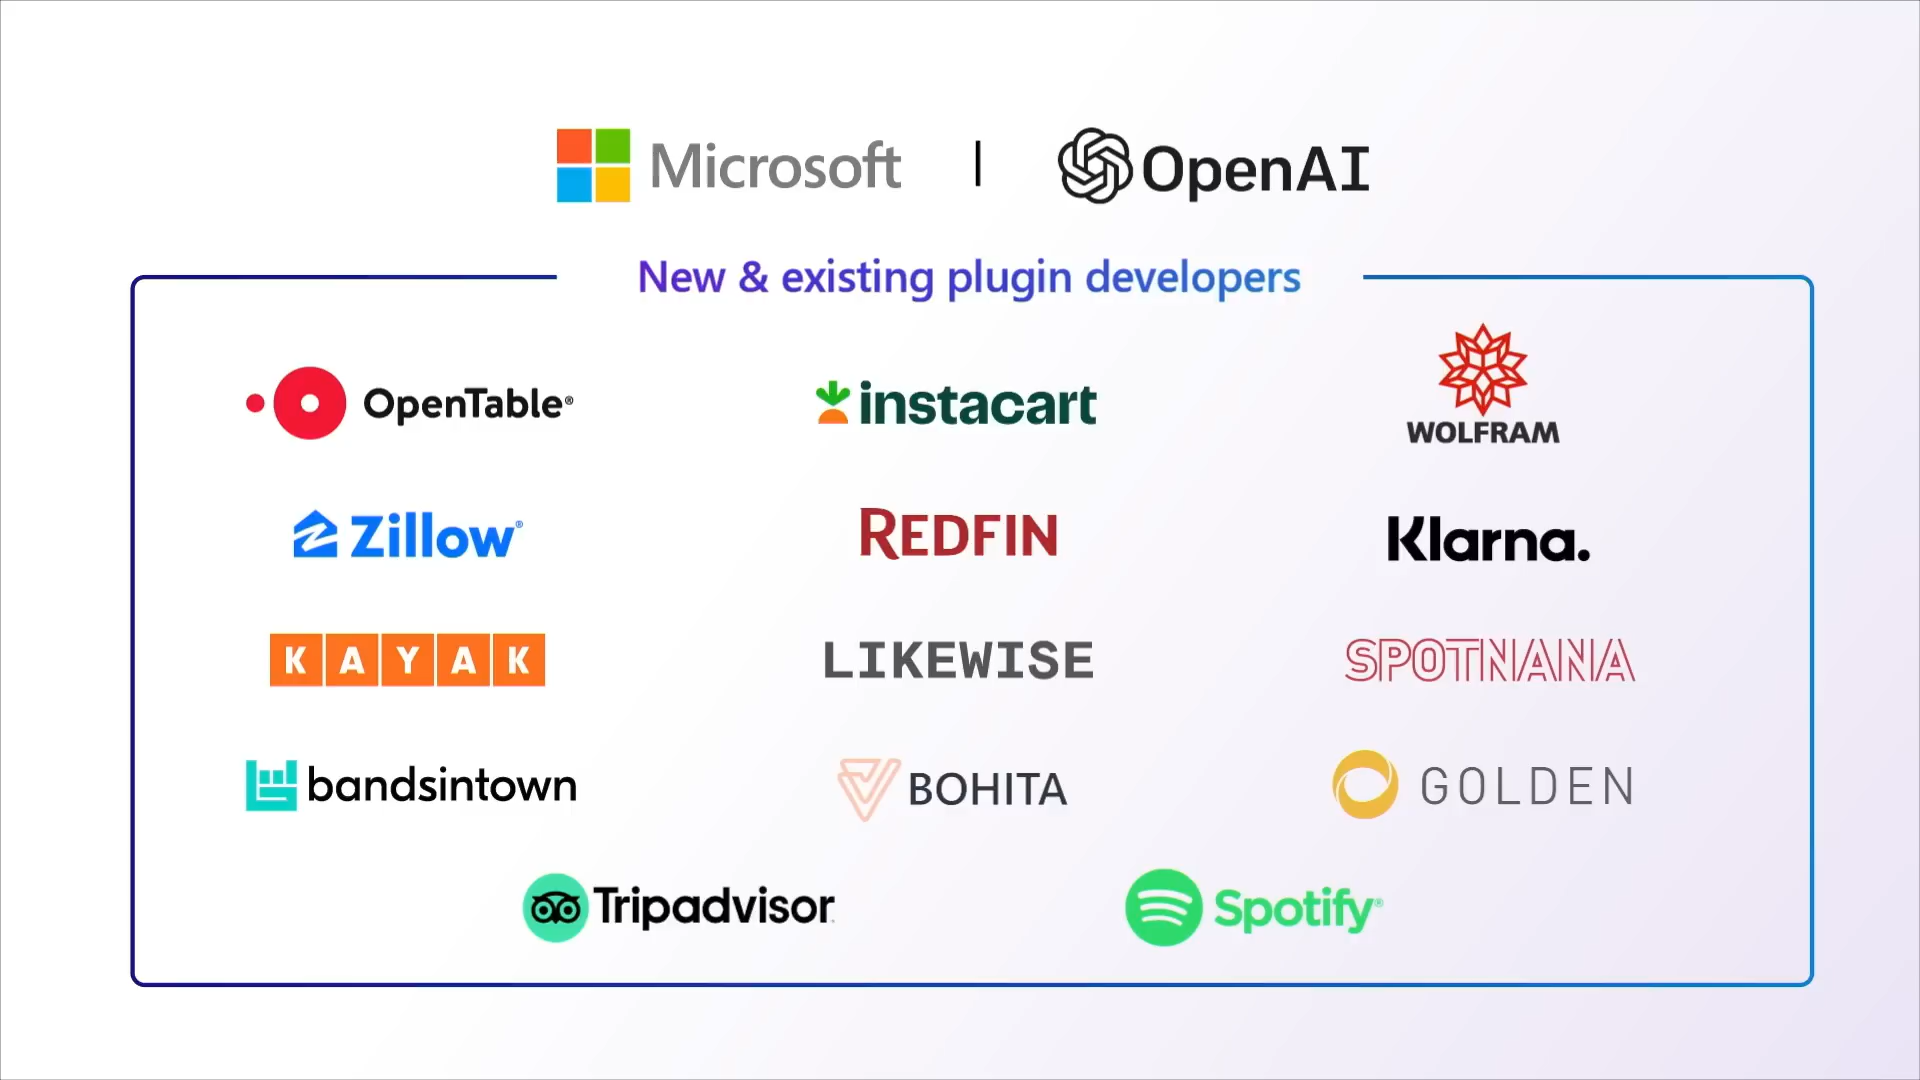 Microsoft | OpenAI
New & existing plugin developers
OpenTable®
instacart
WOLFRAM
Zillow®
REDFIN
Klarna.
KAYAK
LIKEWISE
SPOTNANA
bandsintown
BOHITA
GOLDEN
Tripadvisor
Spotify®